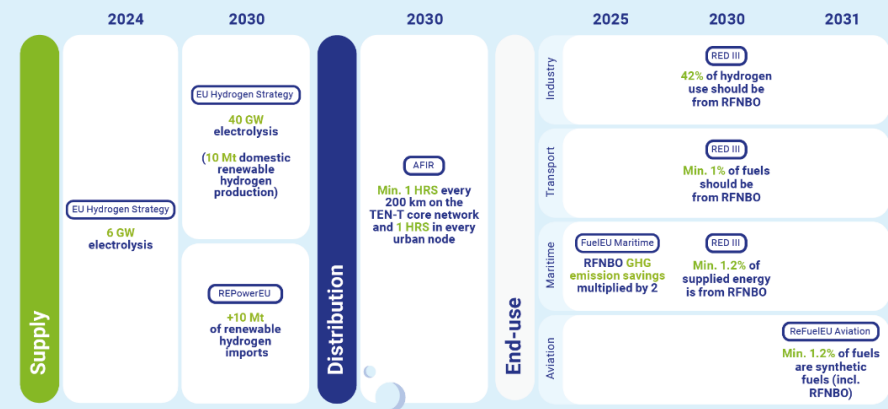 2024
2030
2030
2025
2030
2031
Supply
EU Hydrogen Strategy
6 GW
electrolysis
EU Hydrogen Strategy
40 GW
electrolysis
(10 Mt domestic
renewable
hydrogen
production)
REPowerEU
+10 Mt
of renewable
hydrogen
imports
Distribution
AFIR
Min. 1 HRS every
200 km on the
TEN-T core network
and 1 HRS in every
urban node
End-use
Industry
RED III
42% of hydrogen
use should be
from RFNBO
Transport
RED III
Min. 1% of fuels
should be
from RFNBO
Maritime
FuelEU Maritime
RFNBO GHG
emission savings
multiplied by 2
RED III
Min. 1.2% of
supplied energy
is from RFNBO
Aviation
ReFuelEU Aviation
Min. 1.2% of fuels
are synthetic
fuels (incl.
RFNBO)